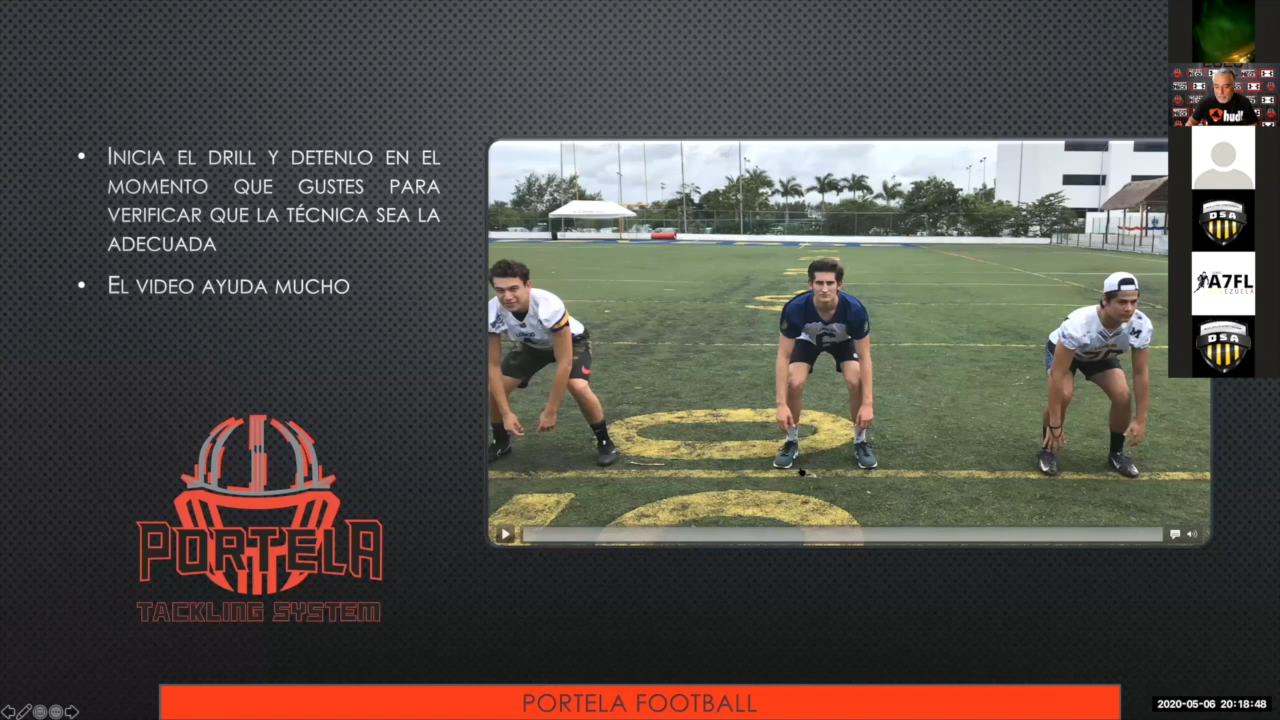 • INICIA EL DRILL Y DETENLO EN EL
MOMENTO QUE GUSTES PARA
VERIFICAR QUE LA TÉCNICA SEA LA
ADECUADA
• EL VIDEO AYUDA MUCHO
PORTELA
TACKLING SYSTEM
PORTELA FOOTBALL
hudl
DSA
A7FL
DSA
2020-05-06 20:18:48